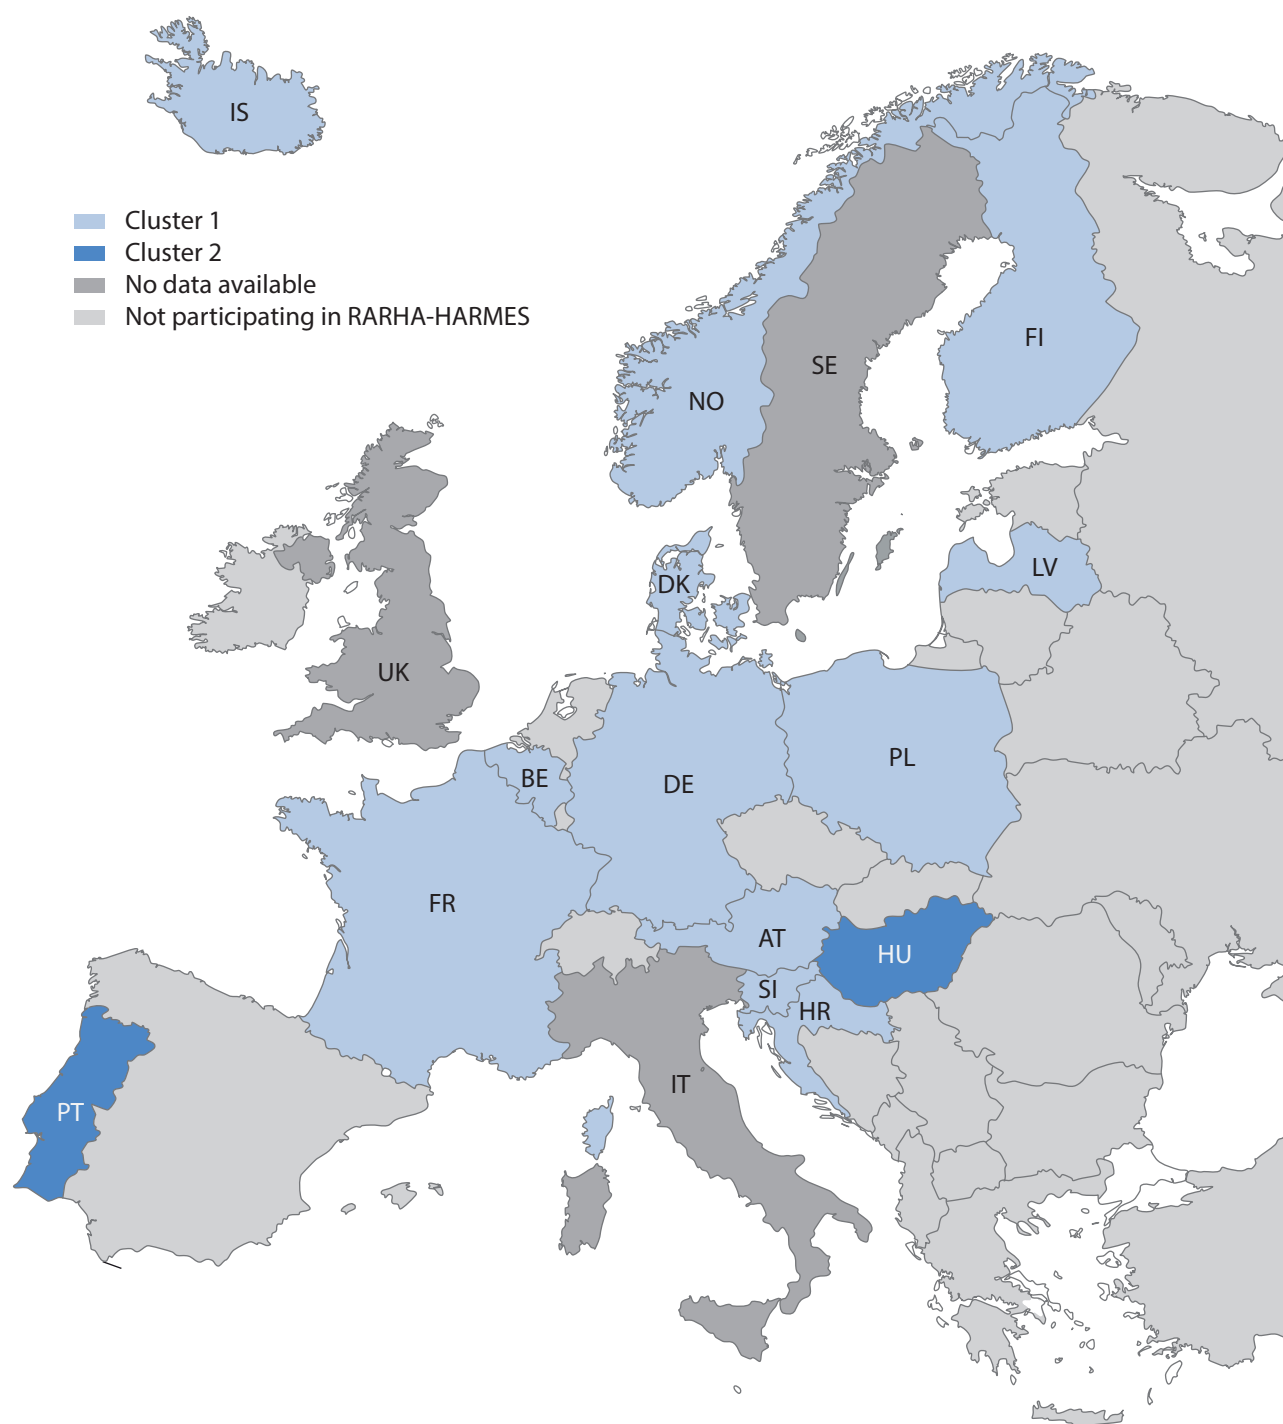 IS
Cluster 1
Cluster 2
No data available
Not participating in RARHA-HARMES
FI
SE
NO
LV
DK
UK
PL
BE
DE
FR
AT
HU
SI
HR
IT
PT